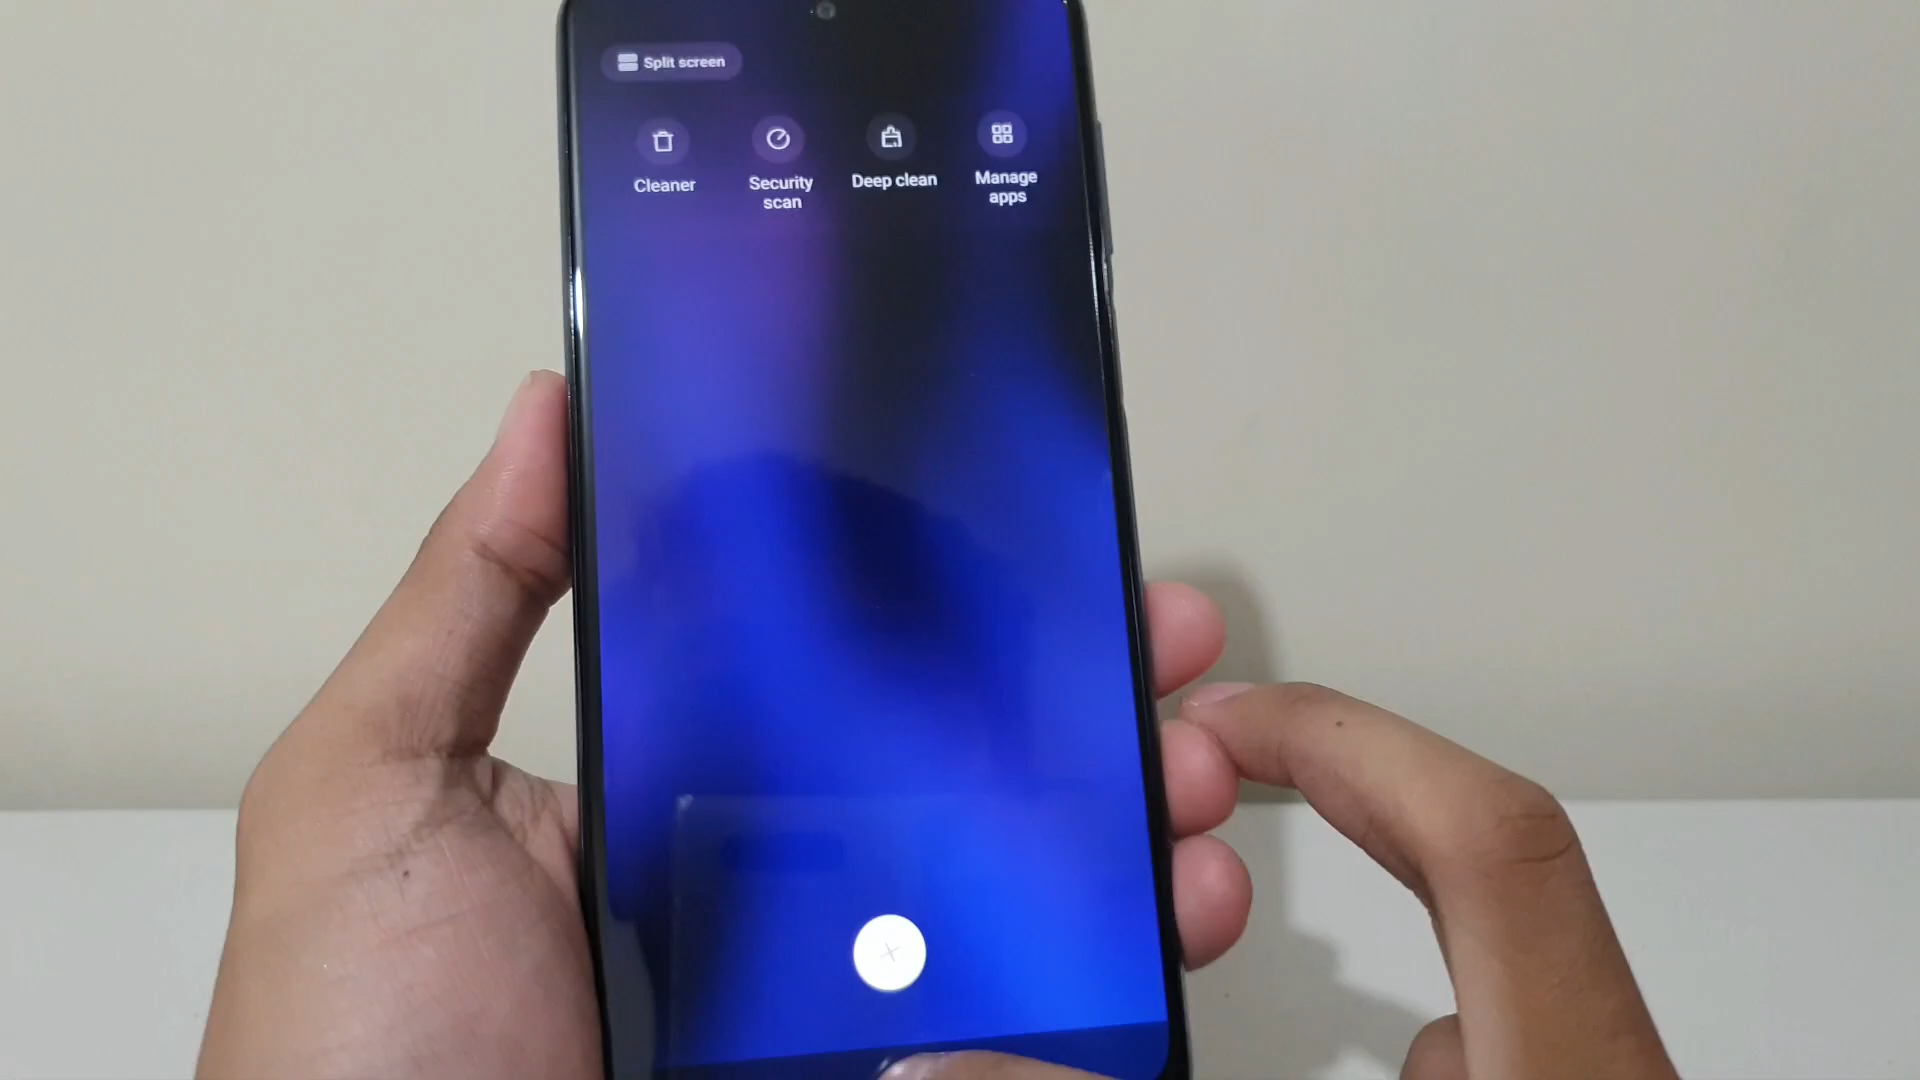 Split screen
Cleaner
Security
scan
Deep clean
Manage
apps